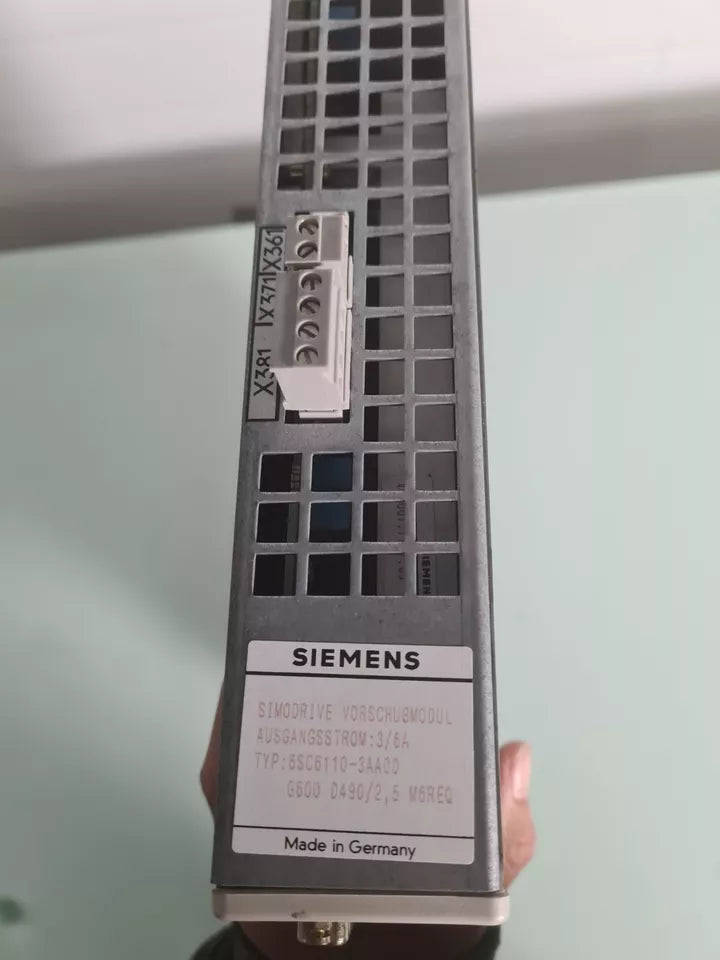 X361
X371
X381
SIEMENS
SIMODRIVE VORSCHUBMODUL
AUSGANGSSTROM:3/6A
TYP:6SC6110-3AA00
G600 D490/2,5 M6REQ
Made in Germany